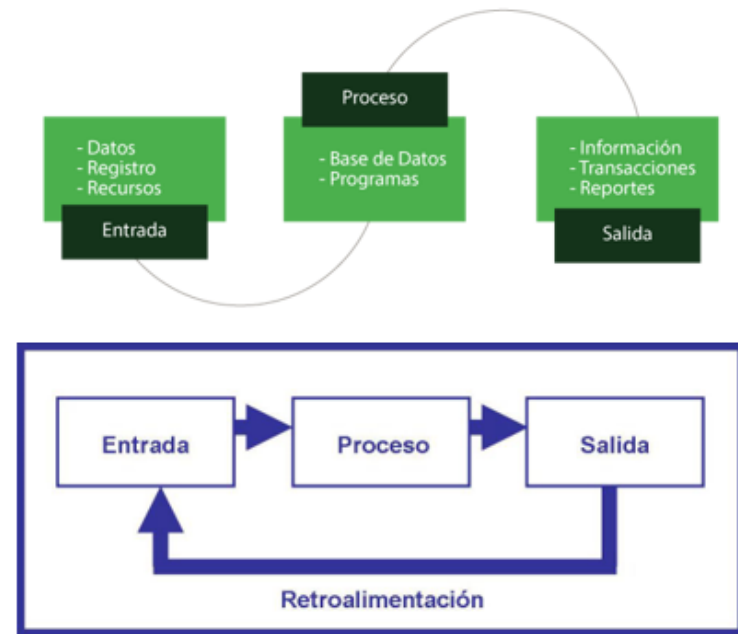 - Datos
- Registro
- Recursos
Entrada
Proceso
- Base de Datos
- Programas
- Información
- Transacciones
- Reportes
Salida
Entrada
Proceso
Salida
Retroalimentación